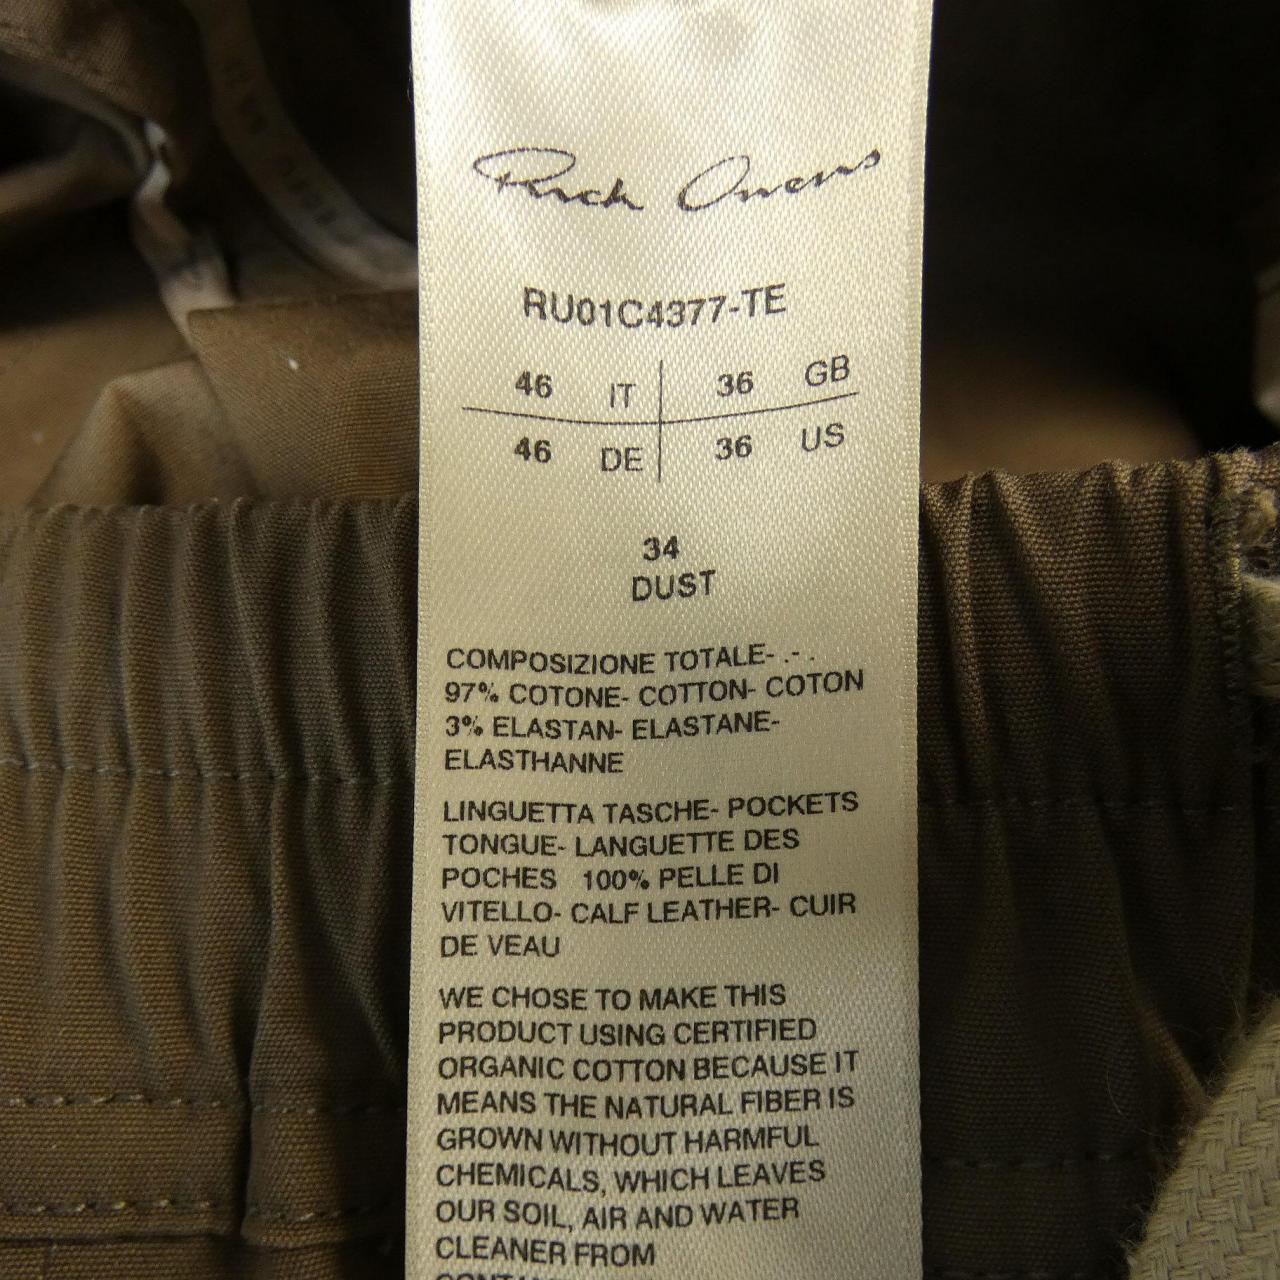 Rick Owens
RU01C4377-TE
46 IT 36 GB
46 DE 36 US
34
DUST
COMPOSIZIONE TOTALE- .- .
97% COTONE- COTTON- COTON
3% ELASTAN- ELASTANE-
ELASTHANNE
LINGUETTA TASCHE- POCKETS
TONGUE- LANGUETTE DES
POCHES 100% PELLE DI
VITELLO- CALF LEATHER- CUIR
DE VEAU
WE CHOSE TO MAKE THIS
PRODUCT USING CERTIFIED
ORGANIC COTTON BECAUSE IT
MEANS THE NATURAL FIBER IS
GROWN WITHOUT HARMFUL
CHEMICALS, WHICH LEAVES
OUR SOIL, AIR AND WATER
CLEANER FROM